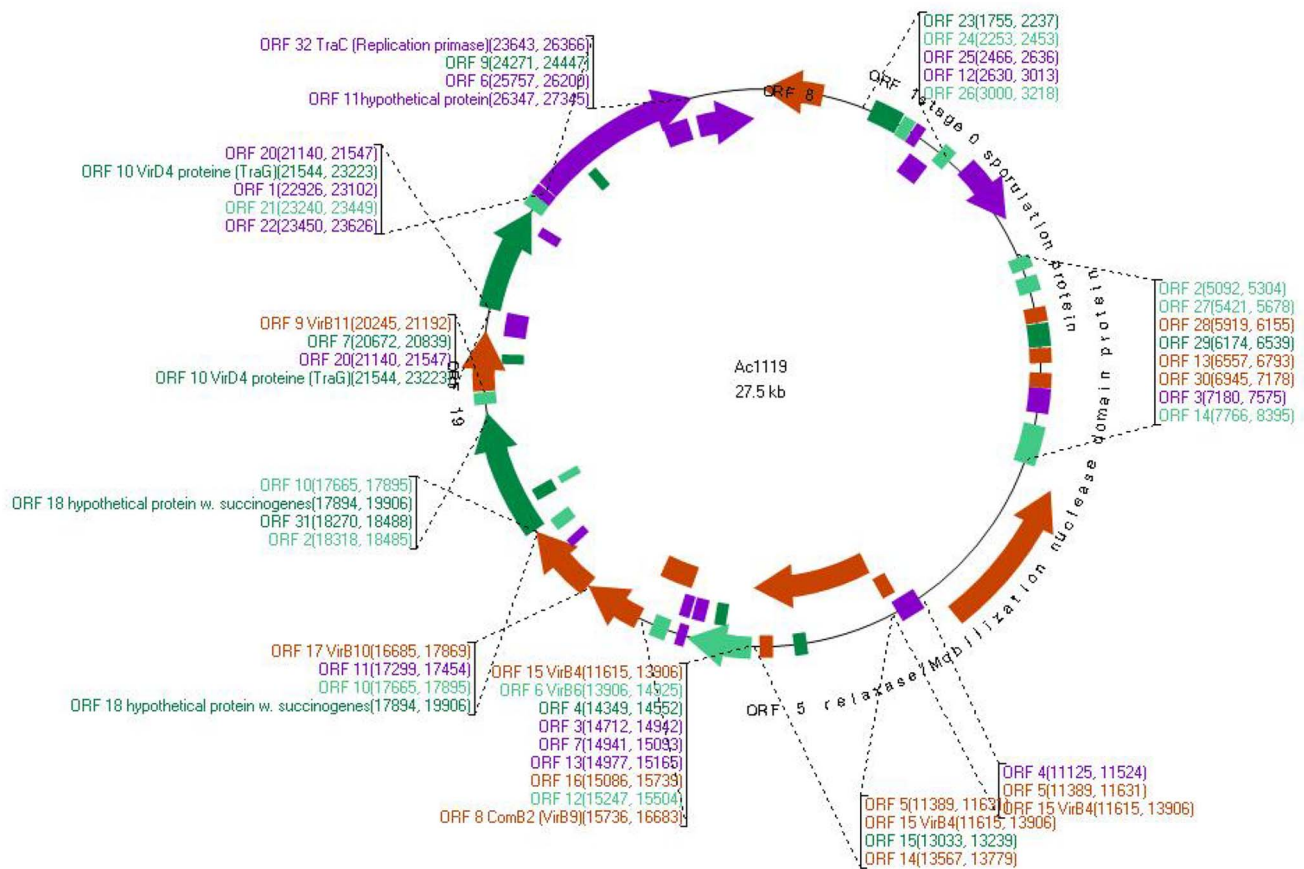 ORF 32 TraC (Replication primase)(23643, 26366)
ORF 9(24271, 24447)
ORF 6(25757, 26200)
ORF 11hypothetical protein(26347, 27345)
ORF 23(1755, 2237)
ORF 24(2253, 2453)
ORF 25(2466, 2636)
ORF 12(2630, 3013)
ORF 26(3000, 3218)
ORF 8
ORF 1stage 0 sporulation protein
ORF 20(21140, 21547)
ORF 10 VirD4 proteine (TraG)(21544, 23223)
ORF 1(22926, 23102)
ORF 21(23240, 23449)
ORF 22(23450, 23626)
ORF 2(5092, 5304)
ORF 27(5421, 5678)
ORF 28(5919, 6155)
ORF 29(6174, 6539)
ORF 13(6557, 6793)
ORF 30(6945, 7178)
ORF 3(7180, 7575)
ORF 14(7766, 8395)
ORF 9 VirB11(20245, 21192)
ORF 7(20672, 20839)
ORF 20(21140, 21547)
ORF 10 VirD4 proteine (TraG)(21544, 23223)
ORF 19
Ac1119
27.5 kb
ORF 10(17665, 17895)
ORF 18 hypothetical protein w. succinogenes(17894, 19906)
ORF 31(18270, 18488)
ORF 2(18318, 18485)
ORF 5 relaxase/Mobilization nuclease domain protein
ORF 17 VirB10(16685, 17869)
ORF 11(17299, 17454)
ORF 10(17665, 17895)
ORF 18 hypothetical protein w. succinogenes(17894, 19906)
ORF 15 VirB4(11615, 13906)
ORF 6 VirB6(13906, 14925)
ORF 4(14349, 14552)
ORF 3(14712, 14942)
ORF 7(14941, 15093)
ORF 13(14977, 15165)
ORF 16(15086, 15739)
ORF 12(15247, 15504)
ORF 8 ComB2 (VirB9)(15736, 16683)
ORF 4(11125, 11524)
ORF 5(11389, 11631)
ORF 15 VirB4(11615, 13906)
ORF 5(11389, 11631)
ORF 15 VirB4(11615, 13906)
ORF 15(13033, 13239)
ORF 14(13567, 13779)